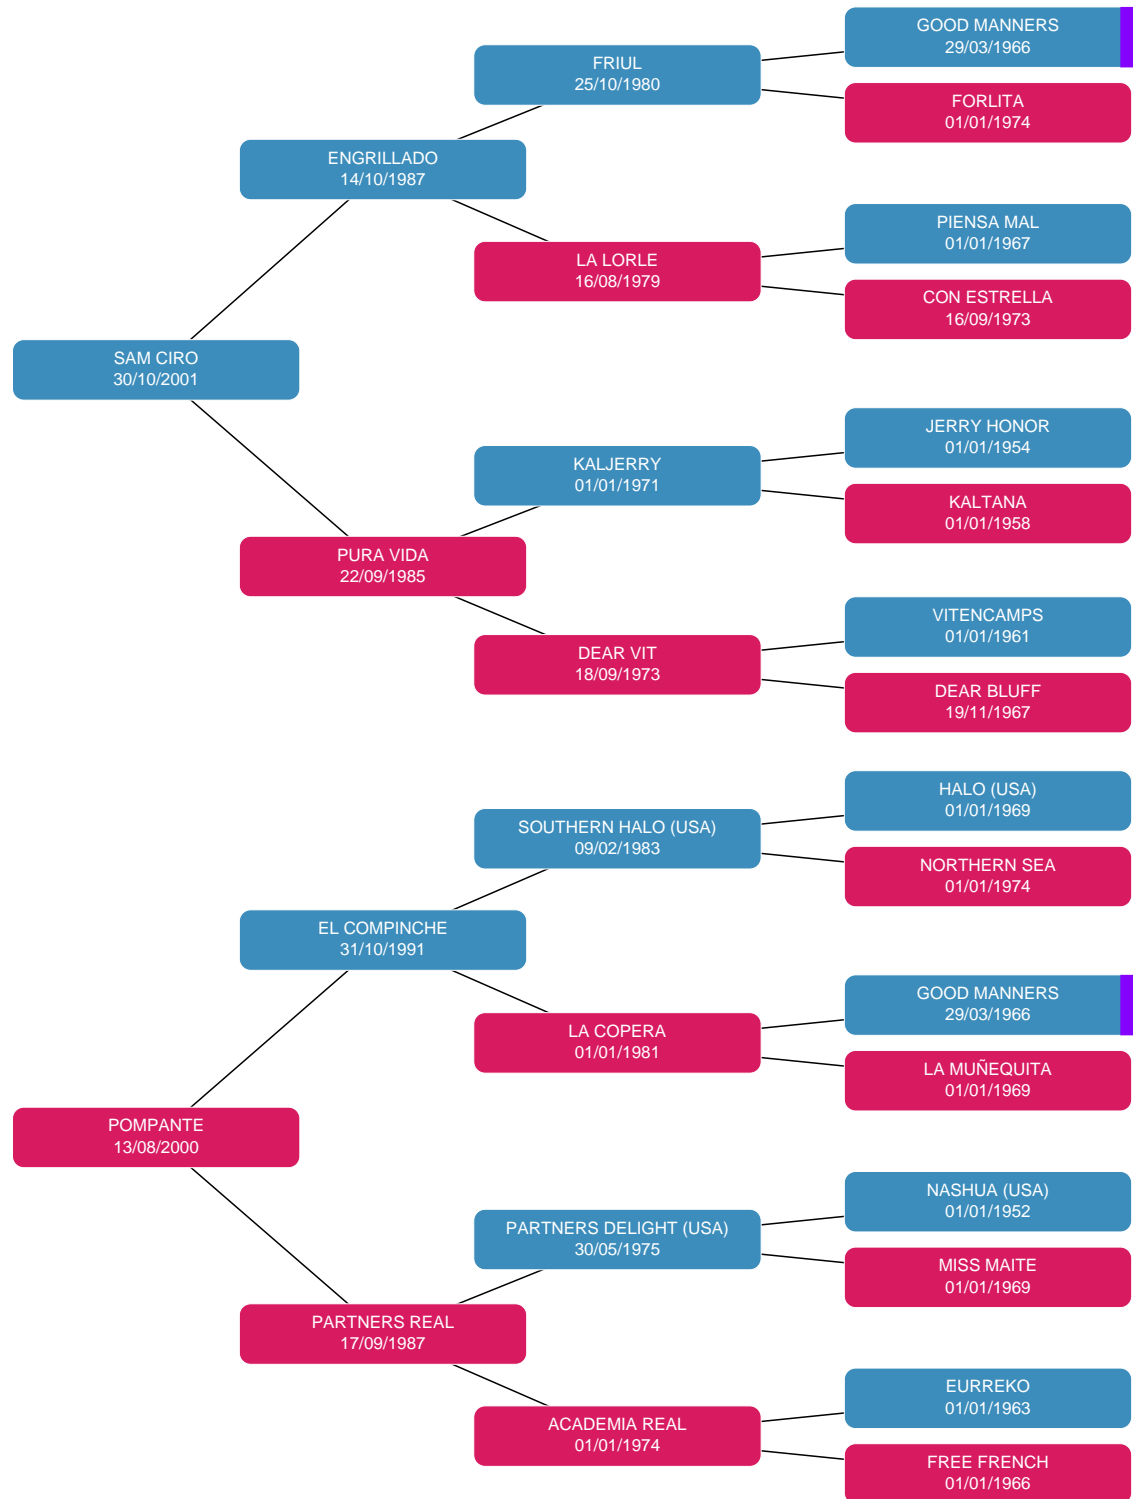 GOOD MANNERS
29/03/1966
FRIUL
25/10/1980
FORLITA
01/01/1974
ENGRILLADO
14/10/1987
PIENSA MAL
01/01/1967
LA LORLE
16/08/1979
CON ESTRELLA
16/09/1973
SAM CIRO
30/10/2001
JERRY HONOR
01/01/1954
KALJERRY
01/01/1971
KALTANA
01/01/1958
PURA VIDA
22/09/1985
VITENCAMPS
01/01/1961
DEAR VIT
18/09/1973
DEAR BLUFF
19/11/1967
HALO (USA)
01/01/1969
SOUTHERN HALO (USA)
09/02/1983
NORTHERN SEA
01/01/1974
EL COMPINCHE
31/10/1991
GOOD MANNERS
29/03/1966
LA COPERA
01/01/1981
LA MUÑEQUITA
01/01/1969
POMPANTE
13/08/2000
NASHUA (USA)
01/01/1952
PARTNERS DELIGHT (USA)
30/05/1975
MISS MAITE
01/01/1969
PARTNERS REAL
17/09/1987
EURREKO
01/01/1963
ACADEMIA REAL
01/01/1974
FREE FRENCH
01/01/1966